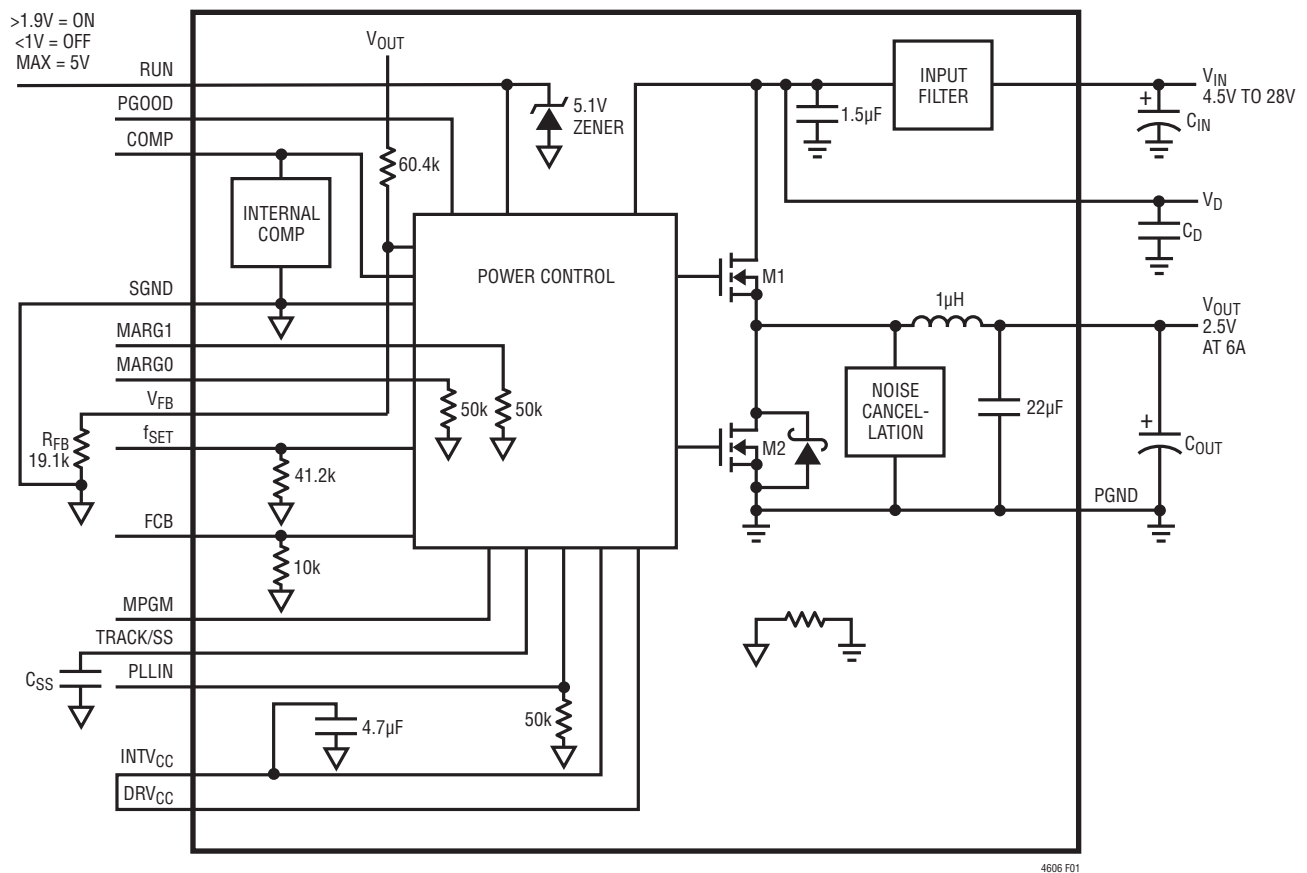 >1.9V = ON
<1V = OFF
MAX = 5V
RUN
PGOOD
COMP
INTERNAL
COMP
SGND
MARG1
MARG0
VFB
fSET
RFB
19.1k
FCB
MPGM
TRACK/SS
CSS
PLLIN
INTVCC
DRVCC
VOUT
60.4k
5.1V
ZENER
POWER CONTROL
50k
50k
41.2k
10k
4.7µF
50k
INPUT
FILTER
1.5µF
VIN
4.5V TO 28V
+
CIN
VD
CD
M1
1µH
VOUT
2.5V
AT 6A
NOISE
CANCEL-
LATION
22µF
M2
+
COUT
PGND
4606 F01